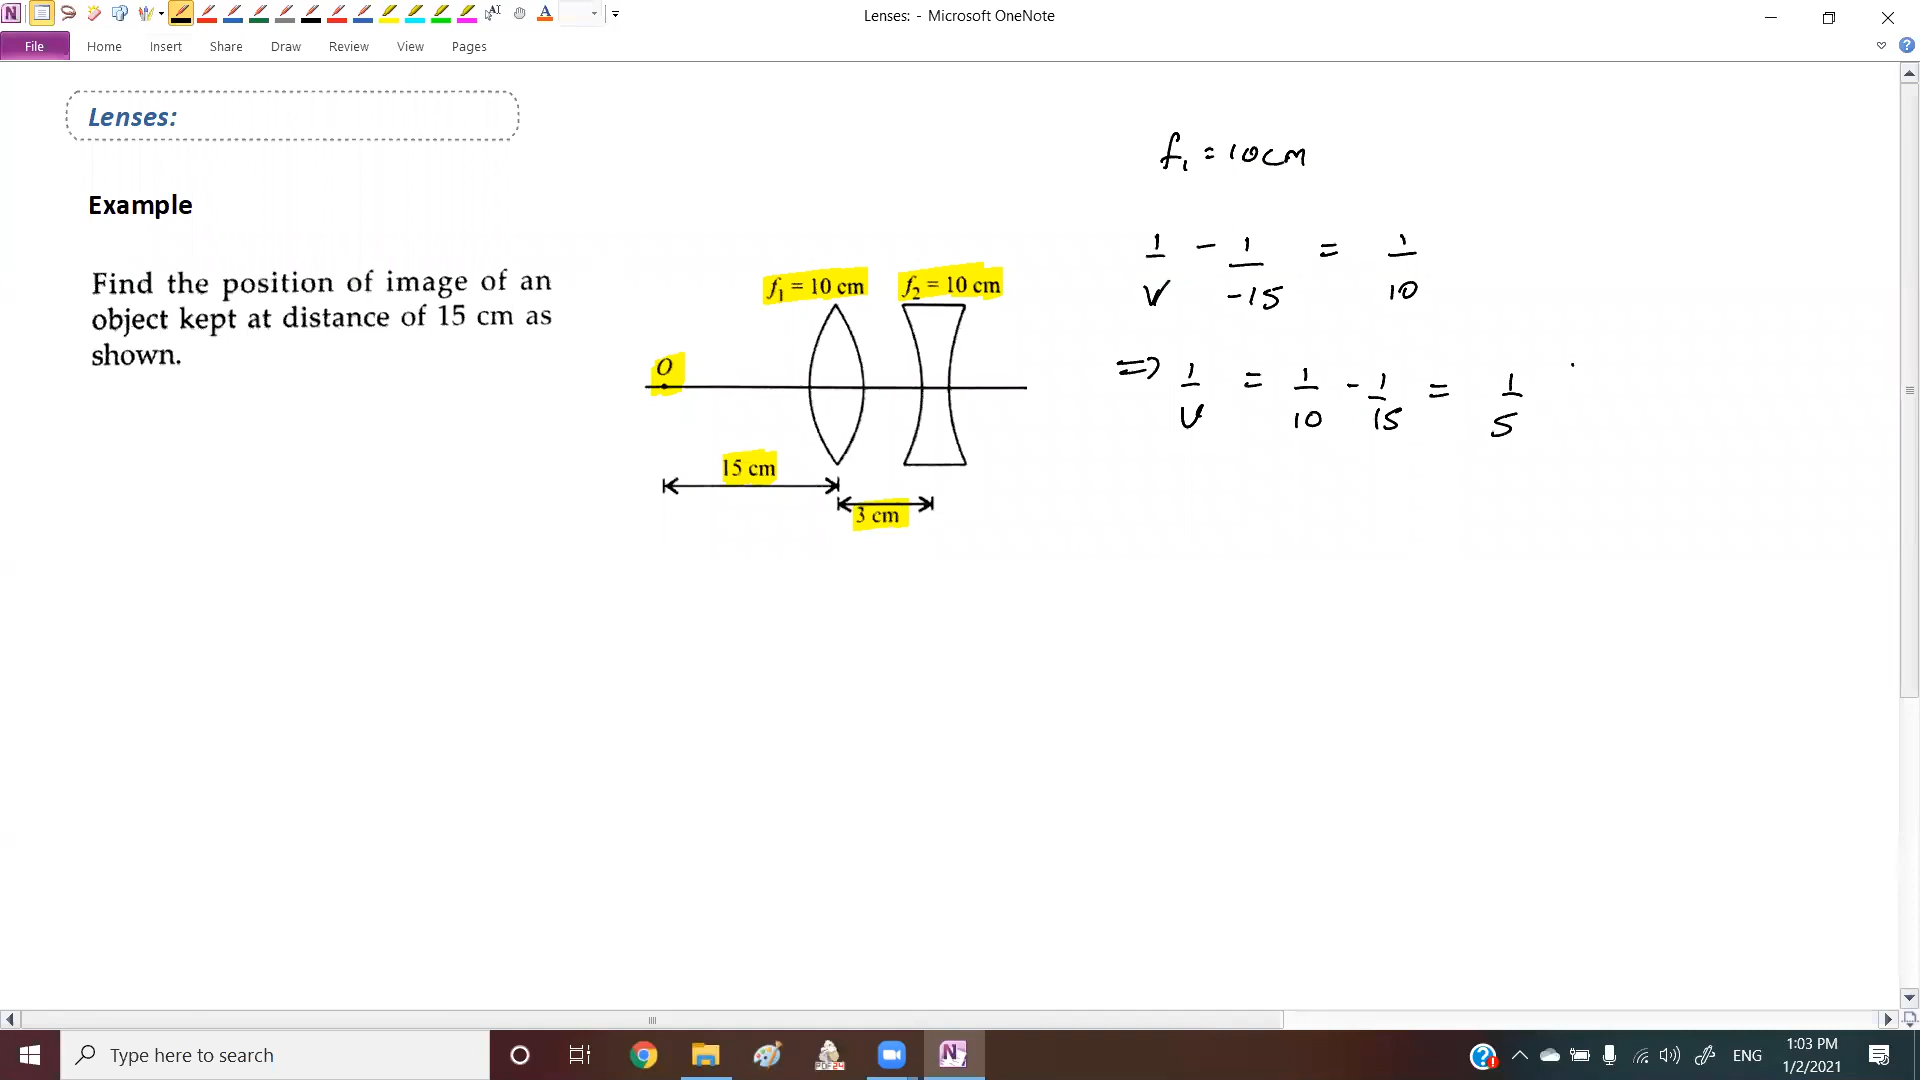 Lenses: - Microsoft OneNote
File Home Insert Share Draw Review View Pages
Lenses:
Example
Find the position of image of an
object kept at distance of 15 cm as
shown.
f₁ = 10 cm f₂ = 10 cm
O
15 cm
3 cm
f₁ = 10cm
1/v - 1/-15 = 1/10
⇒ 1/v = 1/10 - 1/15 = 1/5
Type here to search
PDF24
ENG
1:03 PM
1/2/2021